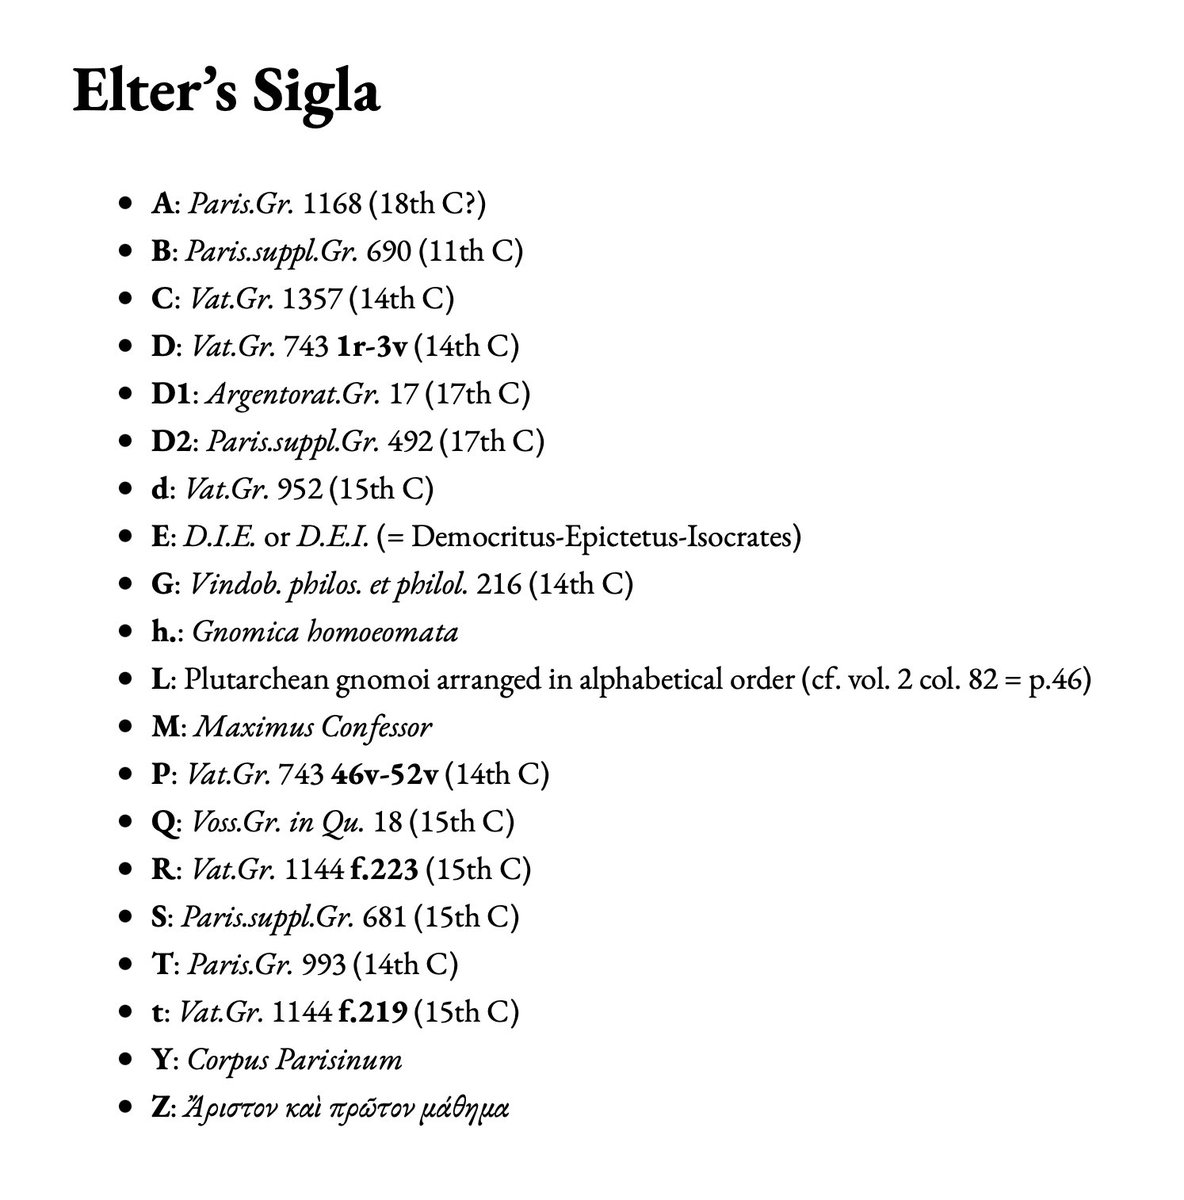 Elter’s Sigla
• A: Paris.Gr. 1168 (18th C?)
• B: Paris.suppl.Gr. 690 (11th C)
• C: Vat.Gr. 1357 (14th C)
• D: Vat.Gr. 743 1r-3v (14th C)
• D1: Argentorat.Gr. 17 (17th C)
• D2: Paris.suppl.Gr. 492 (17th C)
• d: Vat.Gr. 952 (15th C)
• E: D.I.E. or D.E.I. (= Democritus-Epictetus-Isocrates)
• G: Vindob. philos. et philol. 216 (14th C)
• h.: Gnomica homoeomata
• L: Plutarchean gnomoi arranged in alphabetical order (cf. vol. 2 col. 82 = p.46)
• M: Maximus Confessor
• P: Vat.Gr. 743 46v-52v (14th C)
• Q: Voss.Gr. in Qu. 18 (15th C)
• R: Vat.Gr. 1144 f.223 (15th C)
• S: Paris.suppl.Gr. 681 (15th C)
• T: Paris.Gr. 993 (14th C)
• t: Vat.Gr. 1144 f.219 (15th C)
• Y: Corpus Parisinum
• Z: Ἄριστον καὶ πρῶτον μάθημα